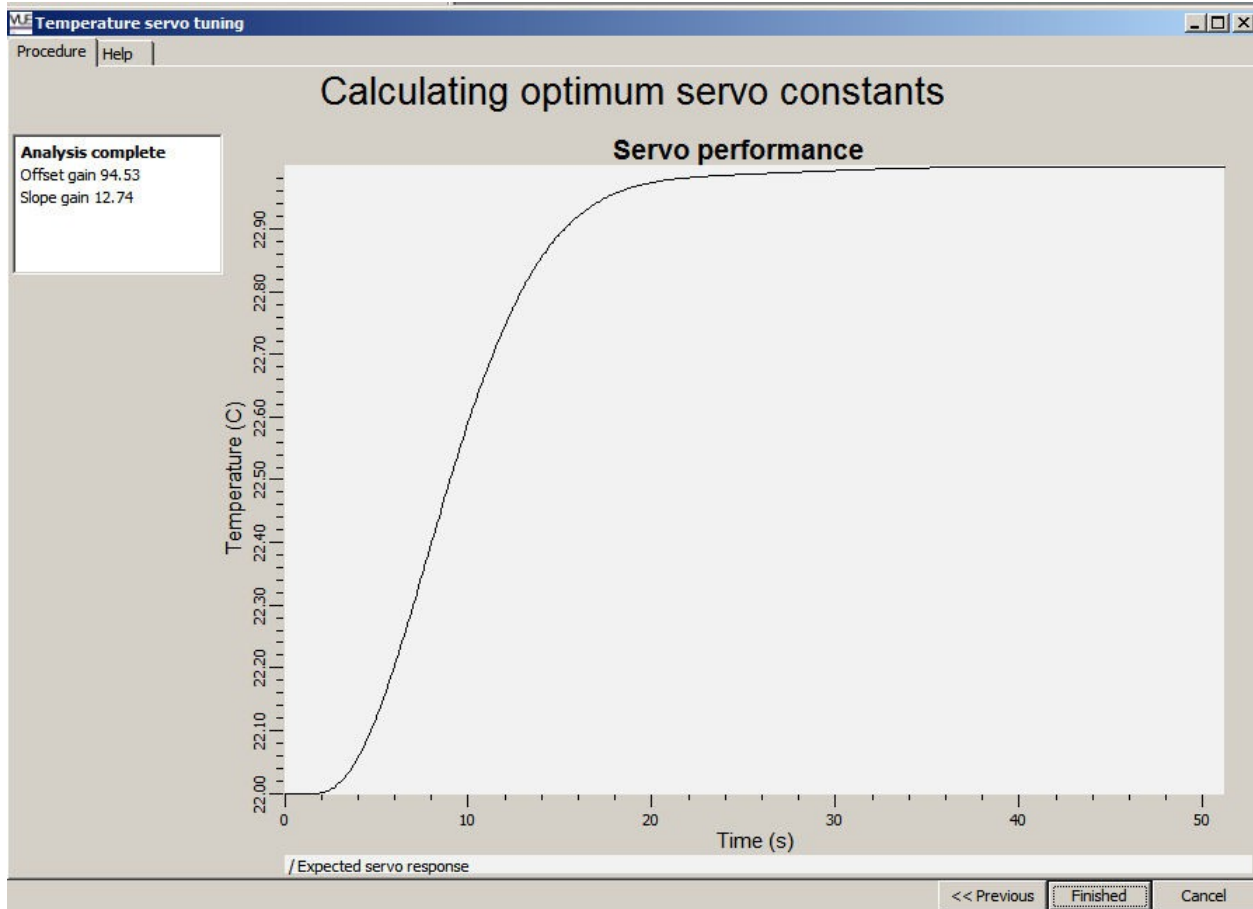 VUE Temperature servo tuning
Procedure Help
Calculating optimum servo constants
Analysis complete
Offset gain 94.53
Slope gain 12.74
Servo performance
22.90
22.80
22.70
22.60
22.50
22.40
22.30
22.20
22.10
22.00
Temperature (C)
0 10 20 30 40 50
Time (s)
/ Expected servo response
<< Previous Finished Cancel